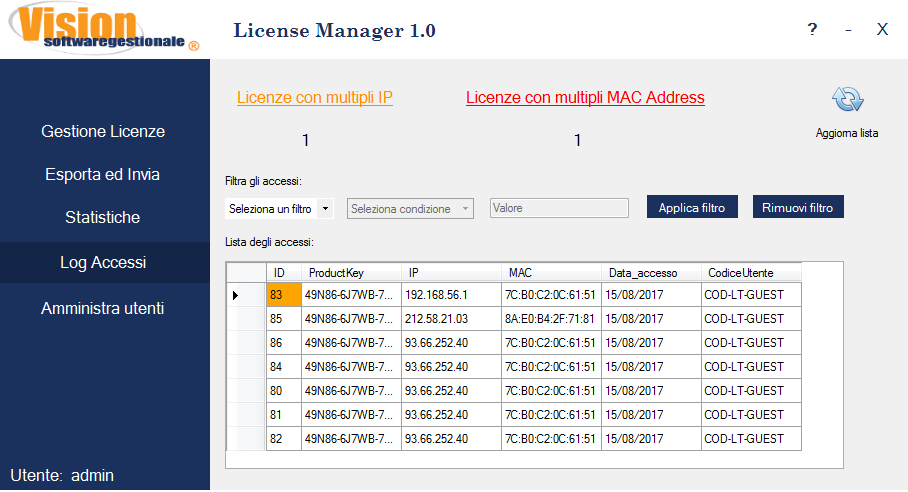 Vision
softwaregestionale ®
License Manager 1.0
? - X
Gestione Licenze
Esporta ed Invia
Statistiche
Log Accessi
Amministra utenti
Utente: admin
Licenze con multipli IP
1
Licenze con multipli MAC Address
1
Aggiorna lista
Filtra gli accessi:
Seleziona un filtro
Seleziona condizione
Valore
Applica filtro
Rimuovi filtro
Lista degli accessi:
ID ProductKey IP MAC Data_accesso CodiceUtente
83 49N86-6J7WB-7... 192.168.56.1 7C:B0:C2:0C:61:51 15/08/2017 COD-LT-GUEST
85 49N86-6J7WB-7... 212.58.21.03 8A:E0:B4:2F:71:81 15/08/2017 COD-LT-GUEST
86 49N86-6J7WB-7... 93.66.252.40 7C:B0:C2:0C:61:51 15/08/2017 COD-LT-GUEST
84 49N86-6J7WB-7... 93.66.252.40 7C:B0:C2:0C:61:51 15/08/2017 COD-LT-GUEST
80 49N86-6J7WB-7... 93.66.252.40 7C:B0:C2:0C:61:51 15/08/2017 COD-LT-GUEST
81 49N86-6J7WB-7... 93.66.252.40 7C:B0:C2:0C:61:51 15/08/2017 COD-LT-GUEST
82 49N86-6J7WB-7... 93.66.252.40 7C:B0:C2:0C:61:51 15/08/2017 COD-LT-GUEST